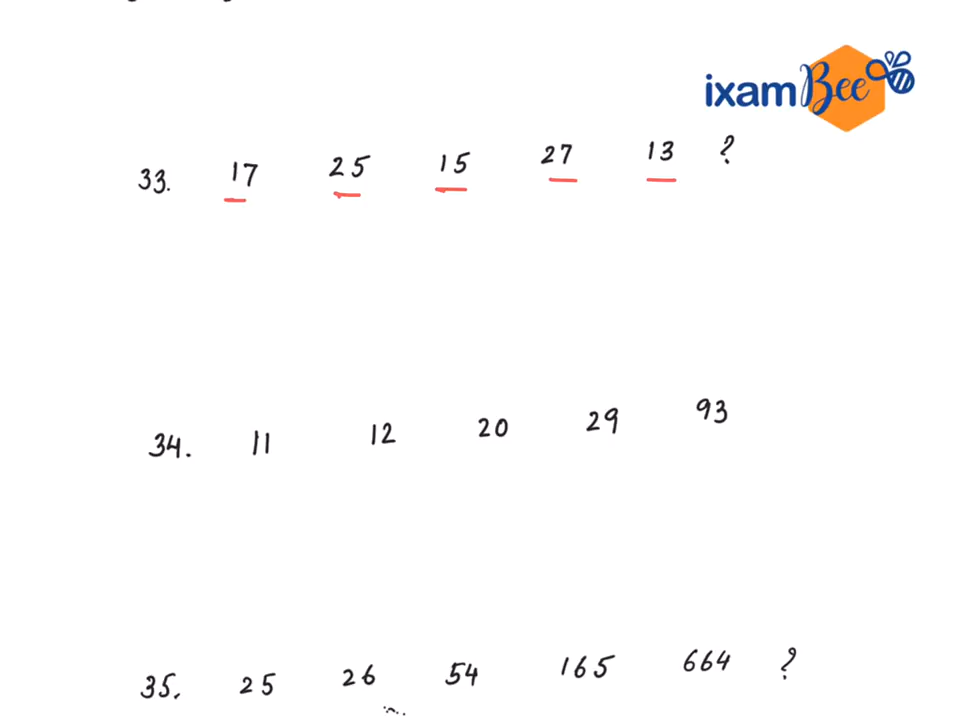 ixamBee
33. 17 25 15 27 13 ?
34. 11 12 20 29 93
35. 25 26 54 165 664 ?